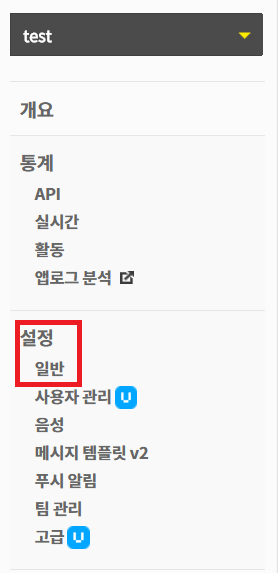 test
개요
통계
API
실시간
활동
앱로그 분석
설정
일반
사용자 관리
음성
메시지 템플릿 v2
푸시 알림
팀 관리
고급